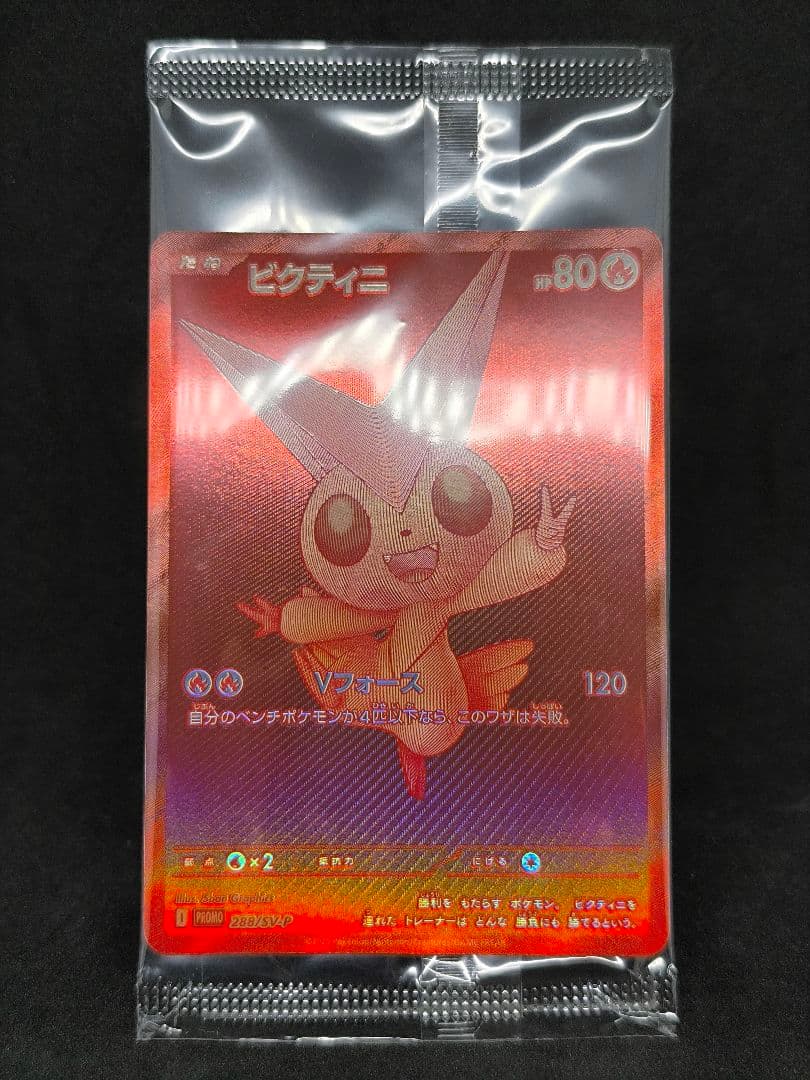 たね ビクティニ HP80
Vフォース 120
自分のベンチポケモンが4匹以下なら、このワザは失敗。
弱点 ×2 抵抗力 にげる
勝利を もたらす ポケモン。 ビクティニを
連れた トレーナーは どんな 勝負にも 勝てるという。
I PROMO 288/SV-P